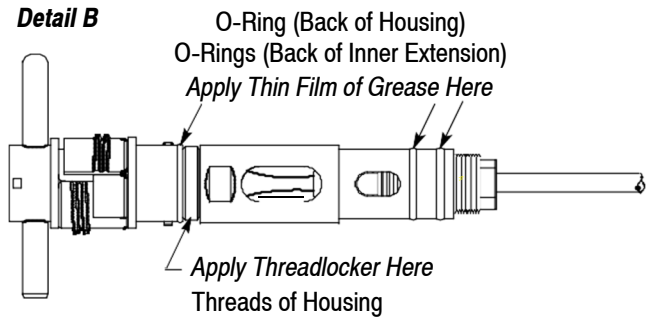 Detail B
O-Ring (Back of Housing)
O-Rings (Back of Inner Extension)
Apply Thin Film of Grease Here
Apply Threadlocker Here
Threads of Housing